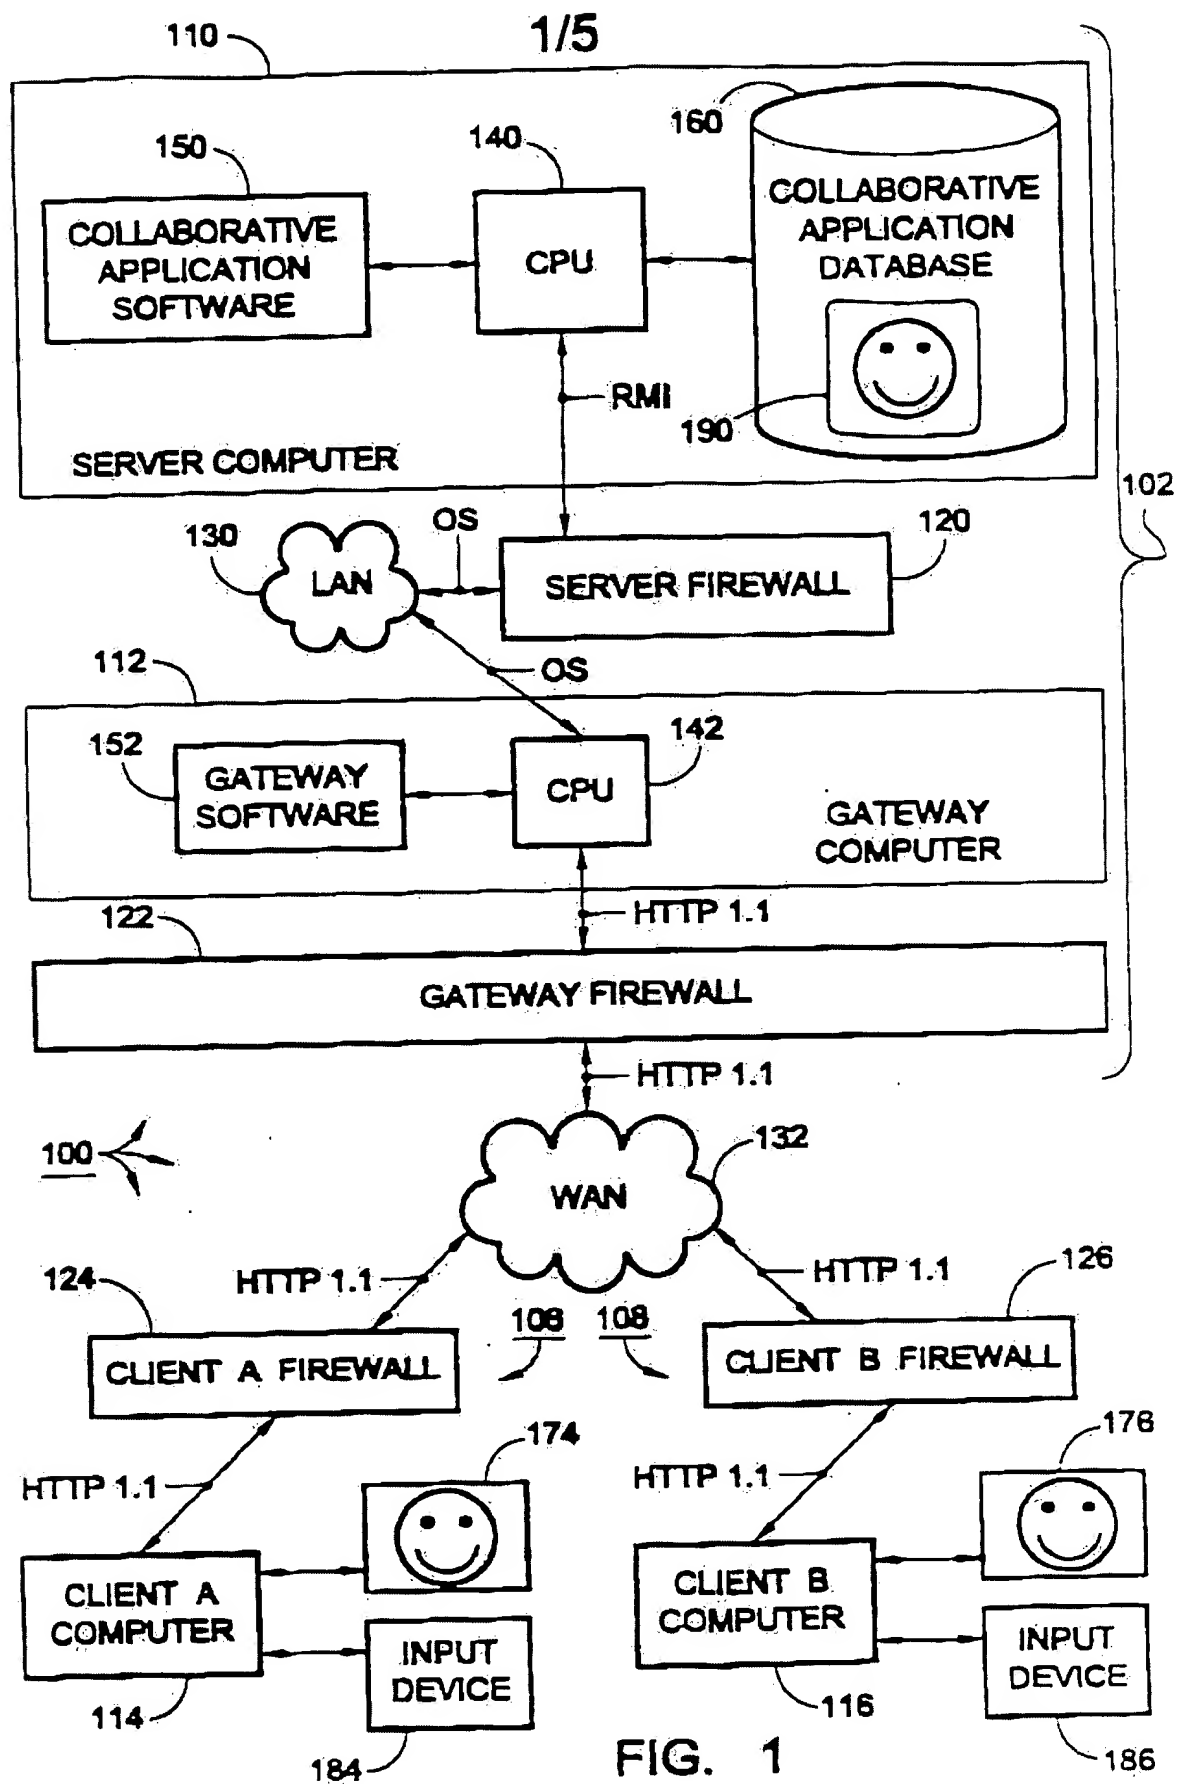 1/5
110
160
150
140
COLLABORATIVE
APPLICATION
SOFTWARE
CPU
COLLABORATIVE
APPLICATION
DATABASE
RMI
190
SERVER COMPUTER
102
130
OS
120
LAN
SERVER FIREWALL
112
OS
152
142
GATEWAY
SOFTWARE
CPU
GATEWAY
COMPUTER
122
HTTP 1.1
GATEWAY FIREWALL
HTTP 1.1
100
132
WAN
124
HTTP 1.1
HTTP 1.1
126
106
108
CLIENT A FIREWALL
CLIENT B FIREWALL
174
176
HTTP 1.1
HTTP 1.1
CLIENT A
COMPUTER
CLIENT B
COMPUTER
INPUT
DEVICE
INPUT
DEVICE
114
116
184
186
FIG. 1